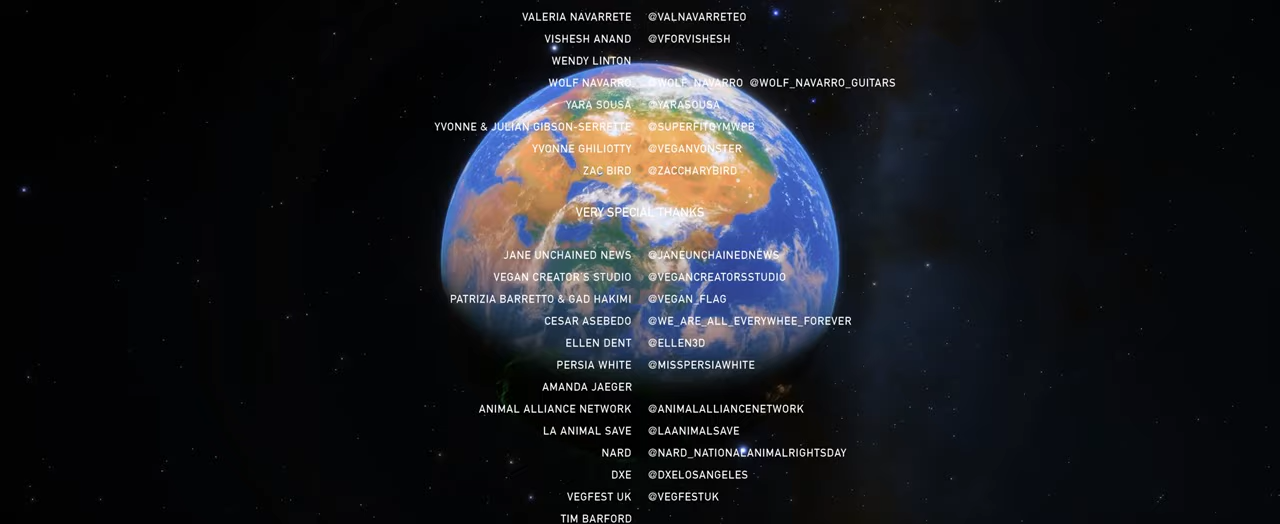 VALERIA NAVARRETE @VALNAVARRETEO
VISHESH ANAND @VFORVISHESH
WENDY LINTON
WOLF NAVARRO @WOLF_NAVARRO @WOLF_NAVARRO_GUITARS
YARA SOUSA @YARASOUSA
YVONNE & JULIAN GIBSON-SERRETTE @SUPERFITGYMWPB
YVONNE GHILIOTTY @VEGANVONSTER
ZAC BIRD @ZACCHARYBIRD
VERY SPECIAL THANKS
JANE UNCHAINED NEWS @JANEUNCHAINEDNEWS
VEGAN CREATOR'S STUDIO @VEGANCREATORSSTUDIO
PATRIZIA BARRETTO & GAD HAKIMI @VEGAN_FLAG
CESAR ASEBEDO @WE_ARE_ALL_EVERYWHEE_FOREVER
ELLEN DENT @ELLEN3D
PERSIA WHITE @MISSPERSIAWHITE
AMANDA JAEGER
ANIMAL ALLIANCE NETWORK @ANIMALALLIANCENETWORK
LA ANIMAL SAVE @LAANIMALSAVE
NARD @NARD_NATIONALANIMALRIGHTSDAY
DXE @DXELOSANGELES
VEGFEST UK @VEGFESTUK
TIM BARFORD